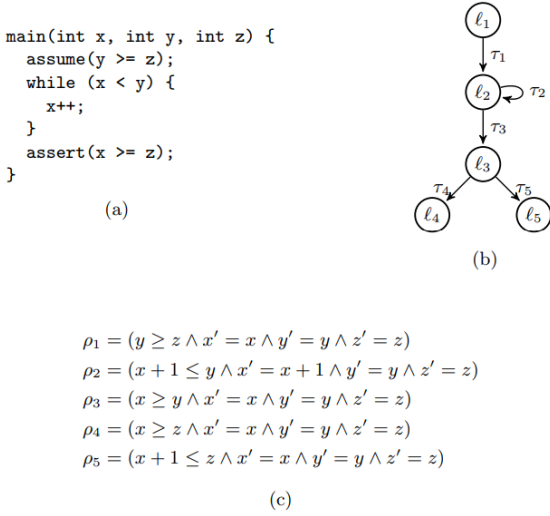 main(int x, int y, int z) {
  assume(y >= z);
  while (x < y) {
    x++;
  }
  assert(x >= z);
}
(a)
ℓ₁
τ₁
ℓ₂
τ₂
τ₃
ℓ₃
τ₄
τ₅
ℓ₄
ℓ₅
(b)
ρ₁ = (y ≥ z ∧ x′ = x ∧ y′ = y ∧ z′ = z)
ρ₂ = (x + 1 ≤ y ∧ x′ = x + 1 ∧ y′ = y ∧ z′ = z)
ρ₃ = (x ≥ y ∧ x′ = x ∧ y′ = y ∧ z′ = z)
ρ₄ = (x ≥ z ∧ x′ = x ∧ y′ = y ∧ z′ = z)
ρ₅ = (x + 1 ≤ z ∧ x′ = x ∧ y′ = y ∧ z′ = z)
(c)